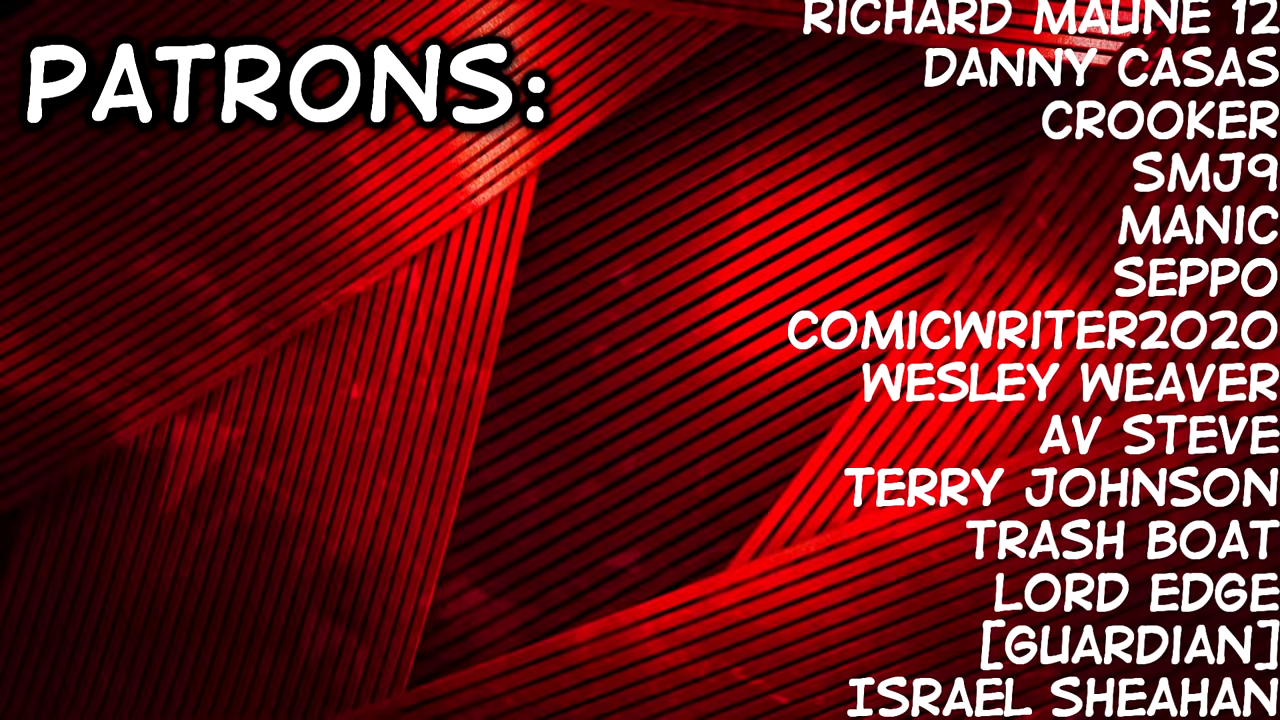 PATRONS:
RICHARD MALINE 12
DANNY CASAS
CROOKER
SMJ9
MANIC
SEPPO
COMICWRITER2020
WESLEY WEAVER
AV STEVE
TERRY JOHNSON
TRASH BOAT
LORD EDGE
[GUARDIAN]
ISRAEL SHEAHAN